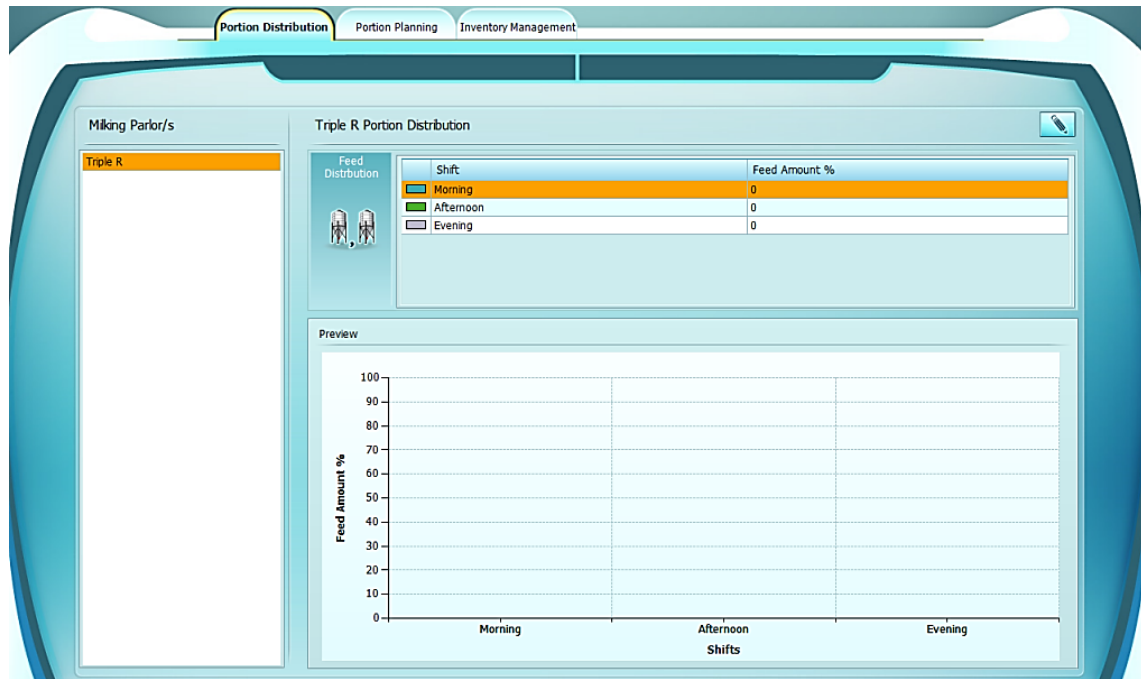 Portion Distribution Portion Planning Inventory Management
Milking Parlor/s
Triple R
Triple R Portion Distribution
Feed
Distribution
Shift Feed Amount %
Morning 0
Afternoon 0
Evening 0
Preview
Feed Amount %
100
90
80
70
60
50
40
30
20
10
0
Morning Afternoon Evening
Shifts